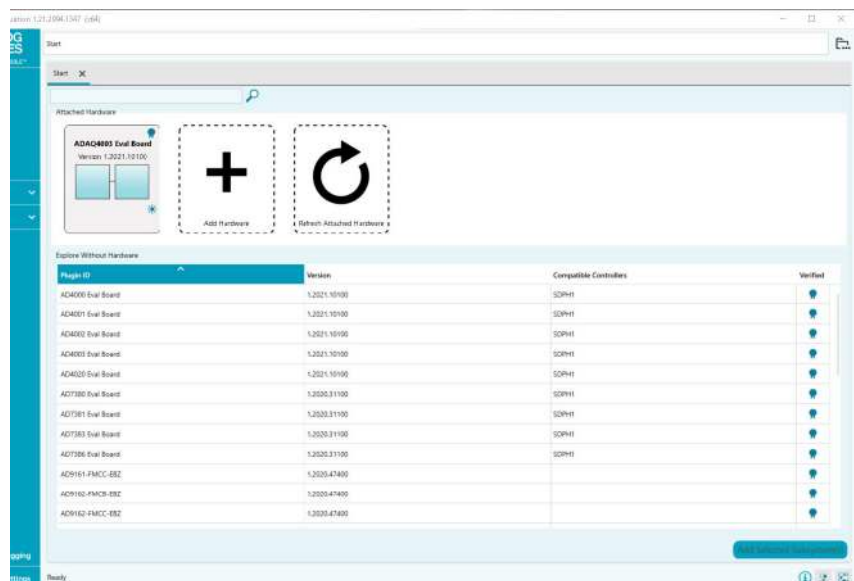 Start
Start
Attached Hardware
ADAQ4003 Eval Board
Version 1.2021.10100
Add Hardware
Refresh Attached Hardware
Explore Without Hardware
Plugin ID Version Compatible Controllers Verified
AD4000 Eval Board 1.2021.10100 SDPH1
AD4001 Eval Board 1.2021.10100 SDPH1
AD4002 Eval Board 1.2021.10100 SDPH1
AD4003 Eval Board 1.2021.10100 SDPH1
AD4020 Eval Board 1.2021.10100 SDPH1
AD7380 Eval Board 1.2020.31100 SDPH1
AD7381 Eval Board 1.2020.31100 SDPH1
AD7383 Eval Board 1.2020.31100 SDPH1
AD7386 Eval Board 1.2020.31100 SDPH1
AD9161-FMCC-EBZ 1.2020.47400
AD9162-FMCB-EBZ 1.2020.47400
AD9162-FMCC-EBZ 1.2020.47400
Add Selected
gging
ttings
Ready